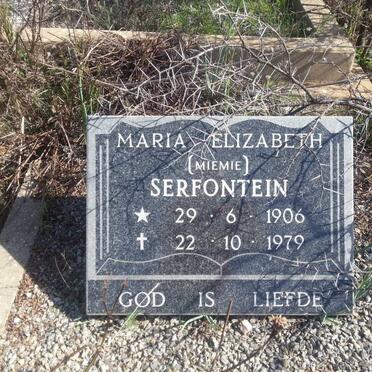 MARIA ELIZABETH
(MIEMIE)
SERFONTEIN
★ 29 · 6 · 1906
✝ 22 · 10 · 1979
GOD IS LIEFDE